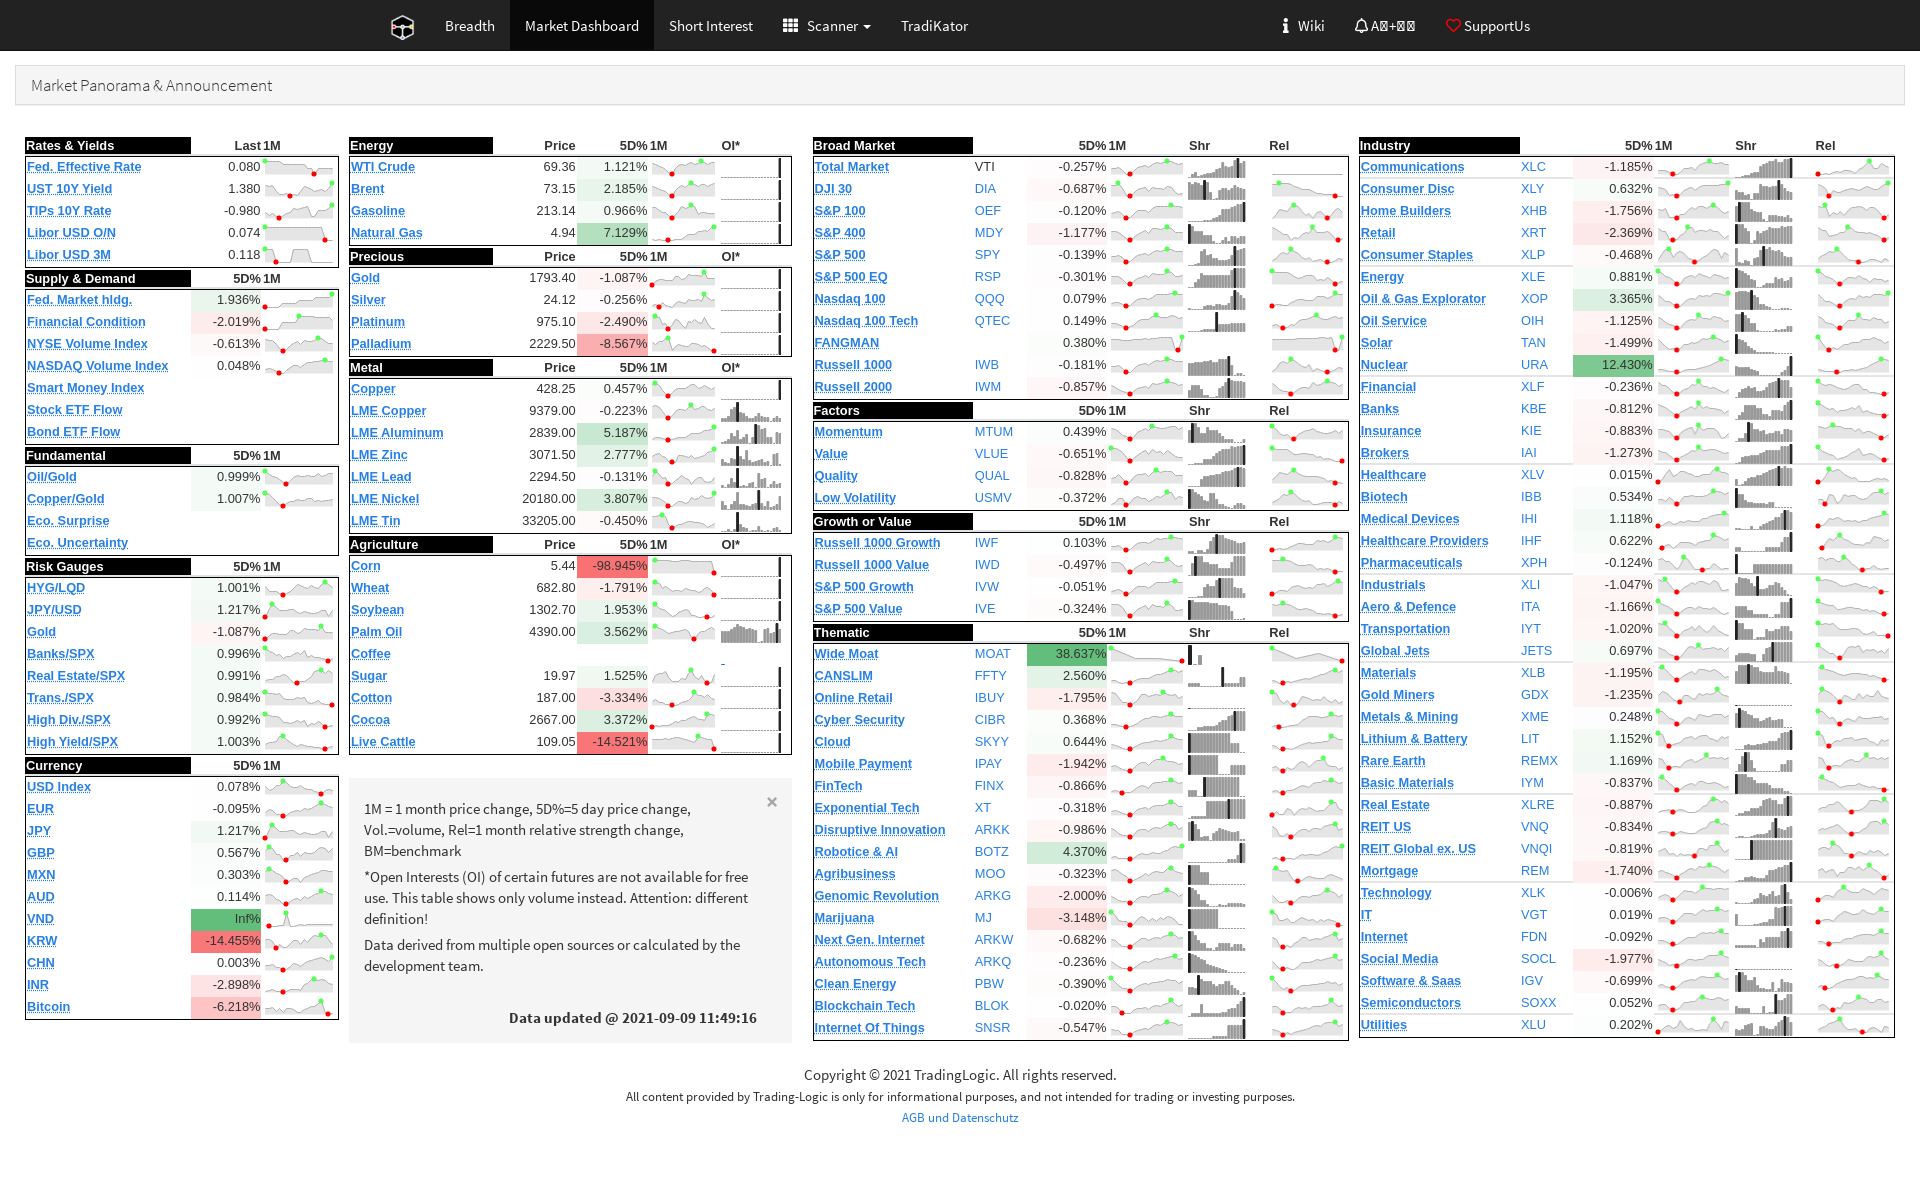 Breadth Market Dashboard Short Interest Scanner TradiKator Wiki SupportUs
Market Panorama & Announcement
Rates & Yields Last 1M
Fed. Effective Rate 0.080
UST 10Y Yield 1.380
TIPs 10Y Rate -0.980
Libor USD O/N 0.074
Libor USD 3M 0.118
Supply & Demand 5D% 1M
Fed. Market hldg. 1.936%
Financial Condition -2.019%
NYSE Volume Index -0.613%
NASDAQ Volume Index 0.048%
Smart Money Index
Stock ETF Flow
Bond ETF Flow
Fundamental 5D% 1M
Oil/Gold 0.999%
Copper/Gold 1.007%
Eco. Surprise
Eco. Uncertainty
Risk Gauges 5D% 1M
HYG/LQD 1.001%
JPY/USD 1.217%
Gold -1.087%
Banks/SPX 0.996%
Real Estate/SPX 0.991%
Trans./SPX 0.984%
High Div./SPX 0.992%
High Yield/SPX 1.003%
Currency 5D% 1M
USD Index 0.078%
EUR -0.095%
JPY 1.217%
GBP 0.567%
MXN 0.303%
AUD 0.114%
VND Inf%
KRW -14.455%
CHN 0.003%
INR -2.898%
Bitcoin -6.218%
Energy Price 5D% 1M OI*
WTI Crude 69.36 1.121%
Brent 73.15 2.185%
Gasoline 213.14 0.966%
Natural Gas 4.94 7.129%
Precious Price 5D% 1M OI*
Gold 1793.40 -1.087%
Silver 24.12 -0.256%
Platinum 975.10 -2.490%
Palladium 2229.50 -8.567%
Metal Price 5D% 1M OI*
Copper 428.25 0.457%
LME Copper 9379.00 -0.223%
LME Aluminum 2839.00 5.187%
LME Zinc 3071.50 2.777%
LME Lead 2294.50 -0.131%
LME Nickel 20180.00 3.807%
LME Tin 33205.00 -0.450%
Agriculture Price 5D% 1M OI*
Corn 5.44 -98.945%
Wheat 682.80 -1.791%
Soybean 1302.70 1.953%
Palm Oil 4390.00 3.562%
Coffee -
Sugar 19.97 1.525%
Cotton 187.00 -3.334%
Cocoa 2667.00 3.372%
Live Cattle 109.05 -14.521%
×
1M = 1 month price change, 5D%=5 day price change,
Vol.=volume, Rel=1 month relative strength change,
BM=benchmark
*Open Interests (OI) of certain futures are not available for free
use. This table shows only volume instead. Attention: different
definition!
Data derived from multiple open sources or calculated by the
development team.
Data updated @ 2021-09-09 11:49:16
Broad Market 5D% 1M Shr Rel
Total Market VTI -0.257%
DJI 30 DIA -0.687%
S&P 100 OEF -0.120%
S&P 400 MDY -1.177%
S&P 500 SPY -0.139%
S&P 500 EQ RSP -0.301%
Nasdaq 100 QQQ 0.079%
Nasdaq 100 Tech QTEC 0.149%
FANGMAN 0.380%
Russell 1000 IWB -0.181%
Russell 2000 IWM -0.857%
Factors 5D% 1M Shr Rel
Momentum MTUM 0.439%
Value VLUE -0.651%
Quality QUAL -0.828%
Low Volatility USMV -0.372%
Growth or Value 5D% 1M Shr Rel
Russell 1000 Growth IWF 0.103%
Russell 1000 Value IWD -0.497%
S&P 500 Growth IVW -0.051%
S&P 500 Value IVE -0.324%
Thematic 5D% 1M Shr Rel
Wide Moat MOAT 38.637%
CANSLIM FFTY 2.560%
Online Retail IBUY -1.795%
Cyber Security CIBR 0.368%
Cloud SKYY 0.644%
Mobile Payment IPAY -1.942%
FinTech FINX -0.866%
Exponential Tech XT -0.318%
Disruptive Innovation ARKK -0.986%
Robotice & AI BOTZ 4.370%
Agribusiness MOO -0.323%
Genomic Revolution ARKG -2.000%
Marijuana MJ -3.148%
Next Gen. Internet ARKW -0.682%
Autonomous Tech ARKQ -0.236%
Clean Energy PBW -0.390%
Blockchain Tech BLOK -0.020%
Internet Of Things SNSR -0.547%
Industry 5D% 1M Shr Rel
Communications XLC -1.185%
Consumer Disc XLY 0.632%
Home Builders XHB -1.756%
Retail XRT -2.369%
Consumer Staples XLP -0.468%
Energy XLE 0.881%
Oil & Gas Explorator XOP 3.365%
Oil Service OIH -1.125%
Solar TAN -1.499%
Nuclear URA 12.430%
Financial XLF -0.236%
Banks KBE -0.812%
Insurance KIE -0.883%
Brokers IAI -1.273%
Healthcare XLV 0.015%
Biotech IBB 0.534%
Medical Devices IHI 1.118%
Healthcare Providers IHF 0.622%
Pharmaceuticals XPH -0.124%
Industrials XLI -1.047%
Aero & Defence ITA -1.166%
Transportation IYT -1.020%
Global Jets JETS 0.697%
Materials XLB -1.195%
Gold Miners GDX -1.235%
Metals & Mining XME 0.248%
Lithium & Battery LIT 1.152%
Rare Earth REMX 1.169%
Basic Materials IYM -0.837%
Real Estate XLRE -0.887%
REIT US VNQ -0.834%
REIT Global ex. US VNQI -0.819%
Mortgage REM -1.740%
Technology XLK -0.006%
IT VGT 0.019%
Internet FDN -0.092%
Social Media SOCL -1.977%
Software & Saas IGV -0.699%
Semiconductors SOXX 0.052%
Utilities XLU 0.202%
Copyright © 2021 TradingLogic. All rights reserved.
All content provided by Trading-Logic is only for informational purposes, and not intended for trading or investing purposes.
AGB und Datenschutz